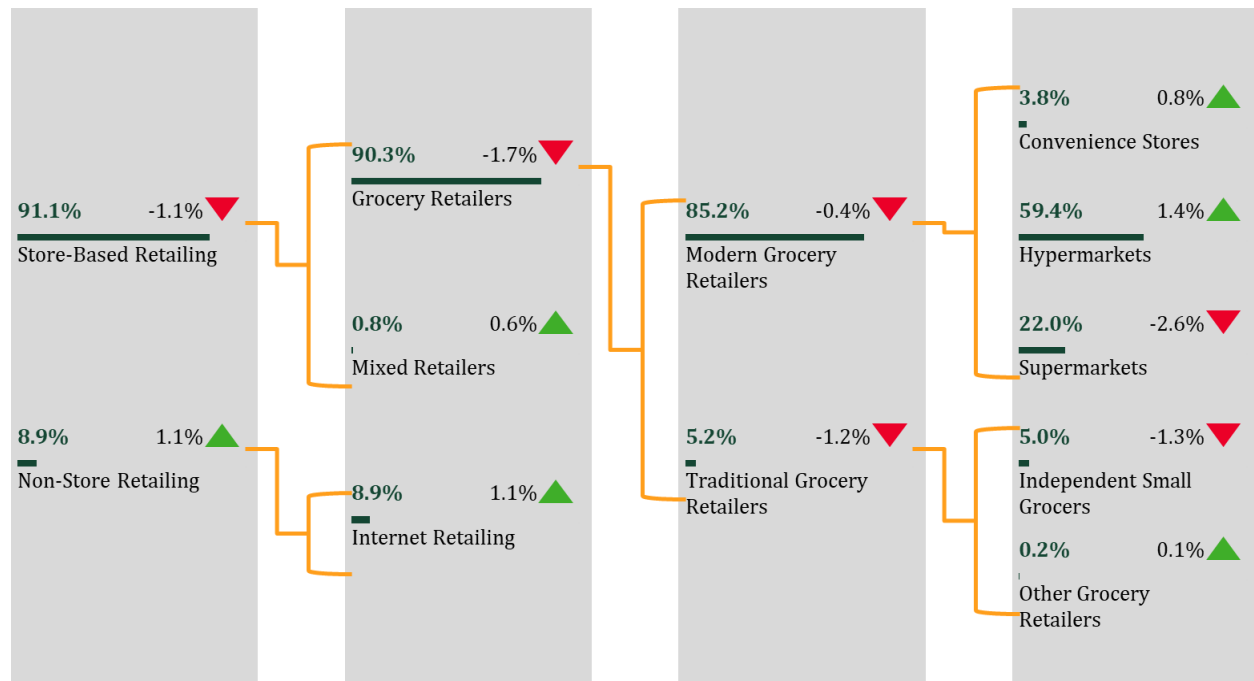 91.1% -1.1%
Store-Based Retailing
8.9% 1.1%
Non-Store Retailing
90.3% -1.7%
Grocery Retailers
0.8% 0.6%
Mixed Retailers
8.9% 1.1%
Internet Retailing
85.2% -0.4%
Modern Grocery
Retailers
5.2% -1.2%
Traditional Grocery
Retailers
3.8% 0.8%
Convenience Stores
59.4% 1.4%
Hypermarkets
22.0% -2.6%
Supermarkets
5.0% -1.3%
Independent Small
Grocers
0.2% 0.1%
Other Grocery
Retailers